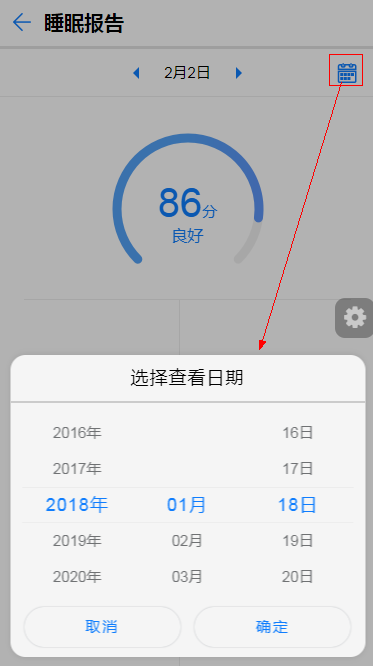 睡眠报告
2月2日
86分
良好
选择查看日期
2016年 16日
2017年 17日
2018年 01月 18日
2019年 02月 19日
2020年 03月 20日
取消 确定